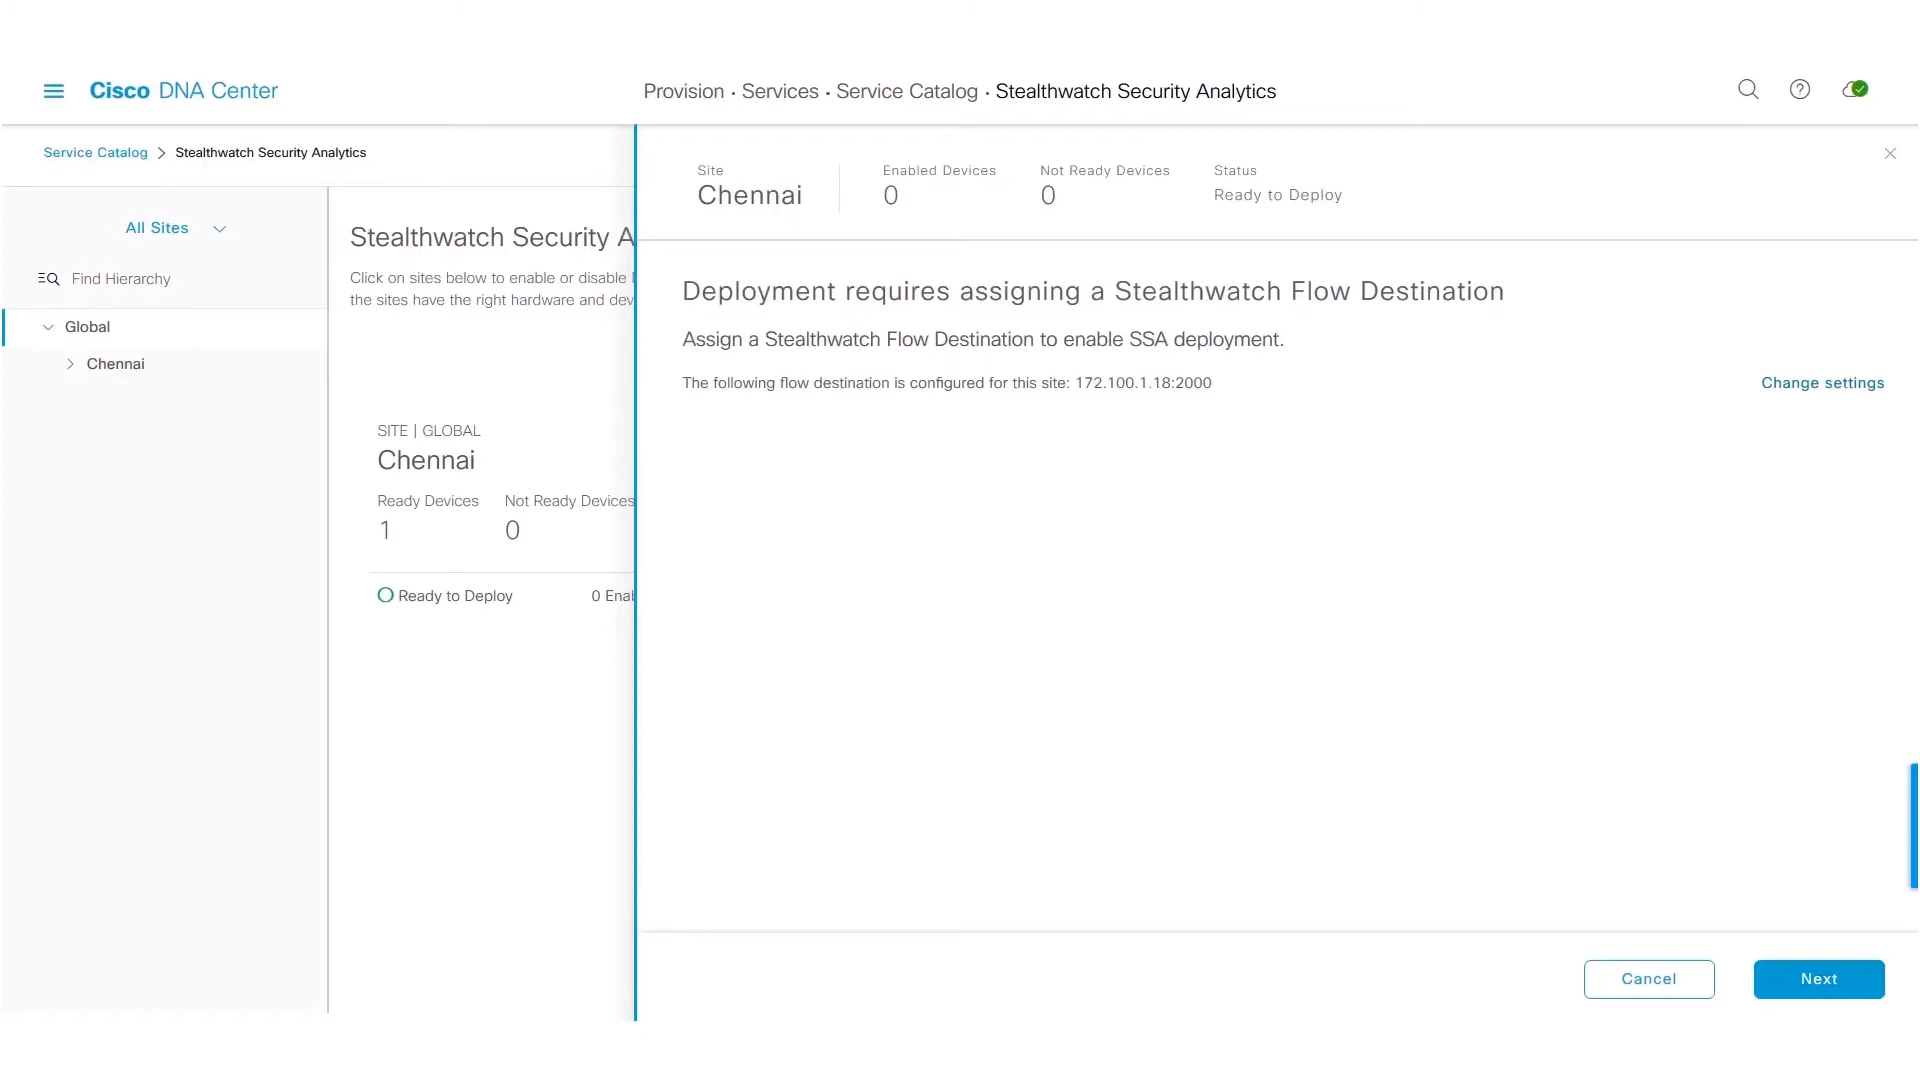 Cisco DNA Center
Provision · Services · Service Catalog · Stealthwatch Security Analytics
Service Catalog > Stealthwatch Security Analytics
All Sites
Find Hierarchy
Global
Chennai
Stealthwatch Security A
Click on sites below to enable or disable
the sites have the right hardware and dev
SITE | GLOBAL
Chennai
Ready Devices Not Ready Devices
1 0
Ready to Deploy 0 Enab
Site Enabled Devices Not Ready Devices Status
Chennai 0 0 Ready to Deploy
Deployment requires assigning a Stealthwatch Flow Destination
Assign a Stealthwatch Flow Destination to enable SSA deployment.
The following flow destination is configured for this site: 172.100.1.18:2000 Change settings
Cancel Next